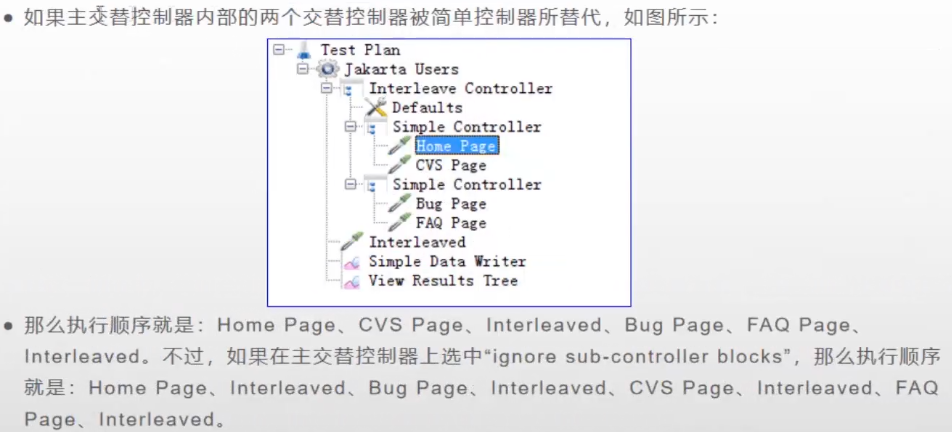 ● 如果主交替控制器内部的两个交替控制器被简单控制器所替代，如图所示：
Test Plan
Jakarta Users
Interleave Controller
Defaults
Simple Controller
Home Page
CVS Page
Simple Controller
Bug Page
FAQ Page
Interleaved
Simple Data Writer
View Results Tree
● 那么执行顺序就是：Home Page、CVS Page、Interleaved、Bug Page、FAQ Page、
Interleaved。不过，如果在主交替控制器上选中“ignore sub-controller blocks”，那么执行顺序
就是：Home Page、Interleaved、Bug Page、Interleaved、CVS Page、Interleaved、FAQ
Page、Interleaved。